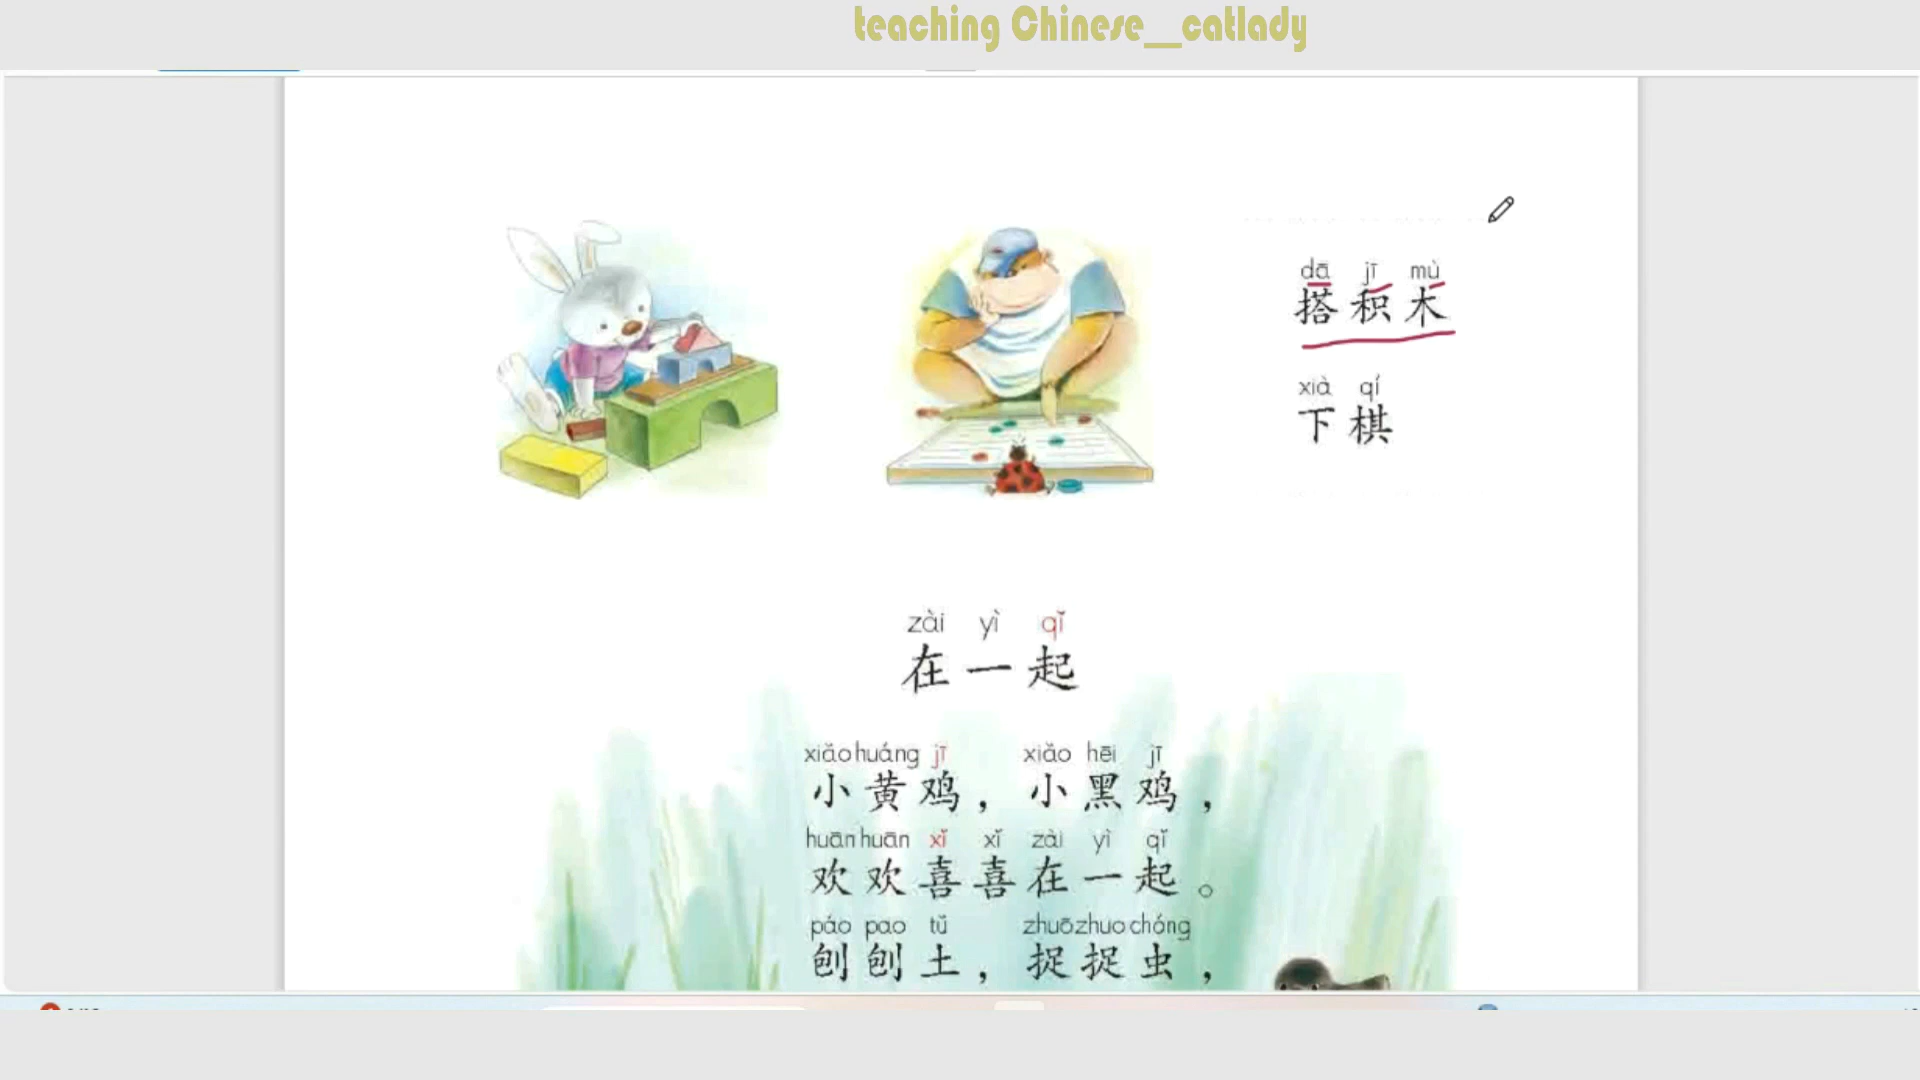 teaching Chinese__catlady
dā jī mù
搭积木
xià qí
下棋
zài yì qǐ
在一起
xiǎo huáng jī xiǎo hēi jī
小黄鸡，小黑鸡，
huān huān xǐ xǐ zài yì qǐ
欢欢喜喜在一起。
páo pao tǔ zhuō zhuo chóng
刨刨土，捉捉虫，